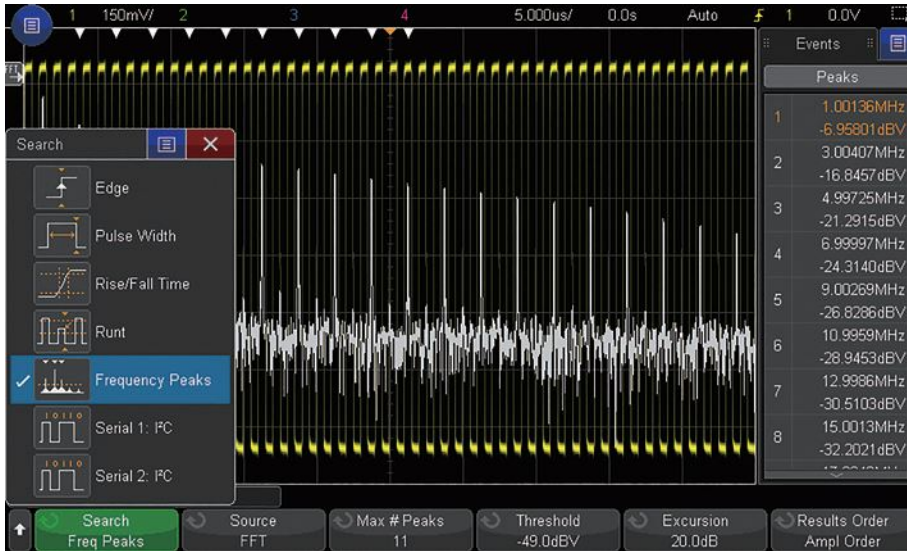 1 150mV/ 2 3 4 5.000us/ 0.0s Auto 1 0.0V
FFT
Events
Peaks
1 1.00136MHz
-6.95801dBV
2 3.00407MHz
-16.8457dBV
3 4.99725MHz
-21.2915dBV
4 6.99997MHz
-24.3140dBV
5 9.00269MHz
-26.8286dBV
6 10.9959MHz
-28.9453dBV
7 12.9986MHz
-30.5103dBV
8 15.0013MHz
-32.2021dBV
Search
Edge
Pulse Width
Rise/Fall Time
Runt
Frequency Peaks
10110
Serial 1: I²C
10110
Serial 2: I²C
Search
Freq Peaks
Source
FFT
Max # Peaks
11
Threshold
-49.0dBV
Excursion
20.0dB
Results Order
Ampl Order